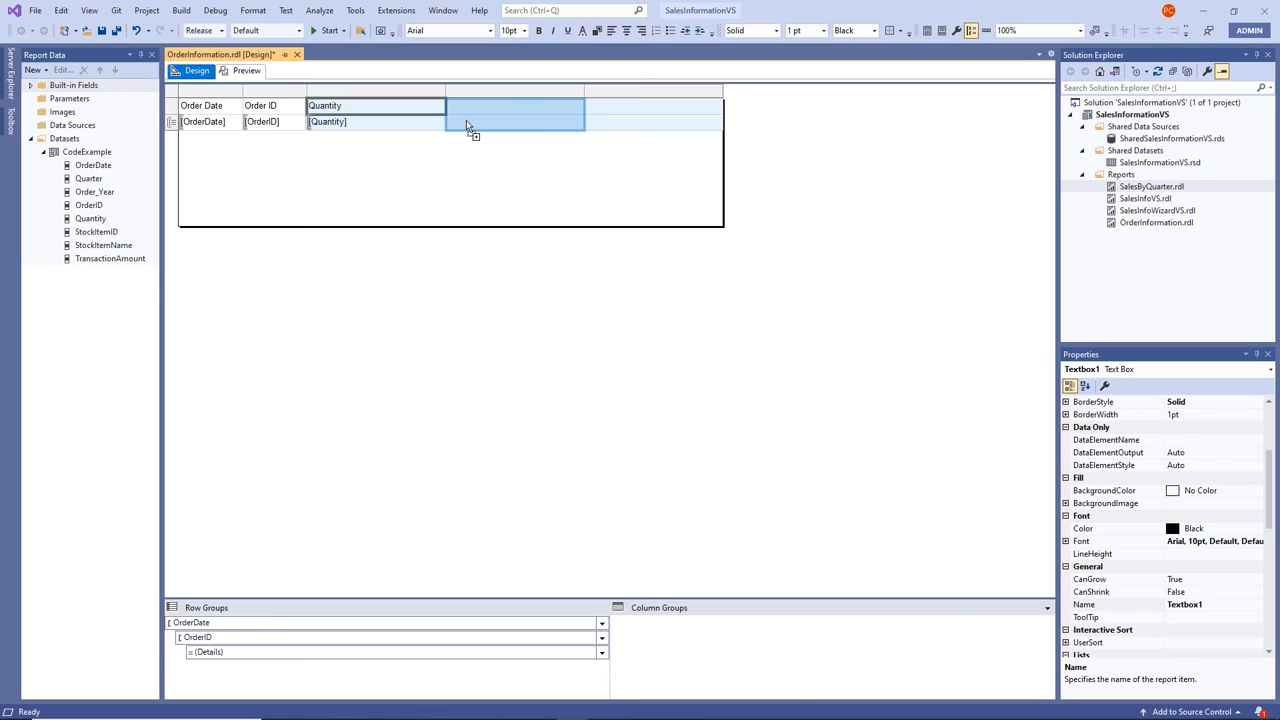 File Edit View Git Project Build Debug Format Test Analyze Tools Extensions Window Help Search (Ctrl+Q) SalesInformationVS PC
Release Default Start Arial 10pt B I U Solid 1 pt Black 100% ADMIN
Server Explorer
Toolbox
Report Data
New Edit...
Built-in Fields
Parameters
Images
Data Sources
Datasets
CodeExample
OrderDate
Quarter
Order_Year
OrderID
Quantity
StockItemID
StockItemName
TransactionAmount
OrderInformation.rdl [Design]*
Design Preview
Order Date Order ID Quantity
[OrderDate] [OrderID] [Quantity]
Row Groups Column Groups
OrderDate
OrderID
(Details)
Solution Explorer
Search Solution Explorer (Ctrl+;)
Solution 'SalesInformationVS' (1 of 1 project)
SalesInformationVS
Shared Data Sources
SharedSalesInformation.rds
Shared Datasets
SalesInformationVS.rsd
Reports
SalesByQuarter.rdl
SalesInfoVS.rdl
SalesInfoWizardVS.rdl
OrderInformation.rdl
Properties
Textbox1 Text Box
BorderStyle Solid
BorderWidth 1pt
Data Only
DataElementName
DataElementOutput Auto
DataElementStyle Auto
Fill
BackgroundColor No Color
BackgroundImage
Font
Color Black
Font Arial, 10pt, Default, Defau
LineHeight
General
CanGrow True
CanShrink False
Name Textbox1
ToolTip
Interactive Sort
UserSort
Lists
Name
Specifies the name of the report item.
Ready Add to Source Control 1